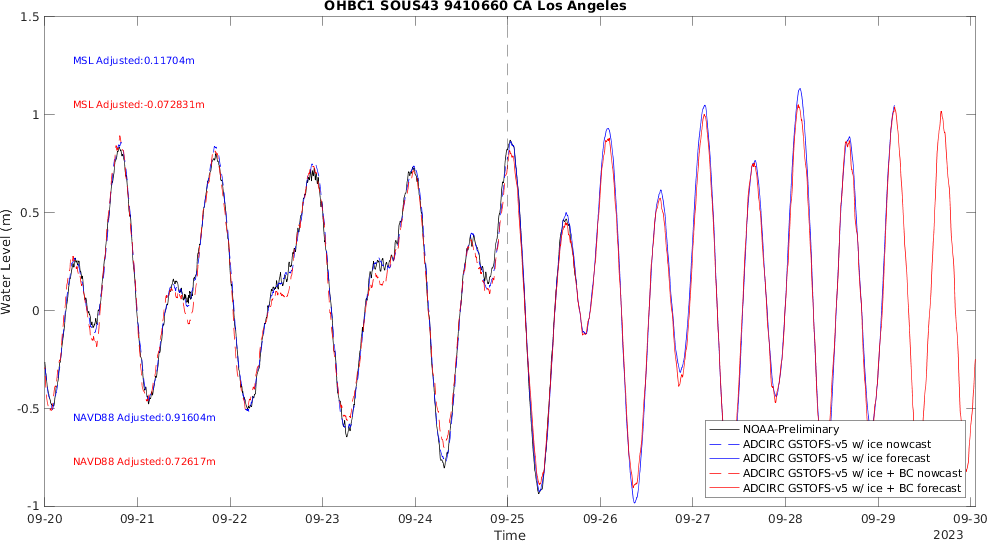 OHBC1 SOUS43 9410660 CA Los Angeles
1.5
MSL Adjusted:0.11704m
MSL Adjusted:-0.072831m
1
0.5
Water Level (m)
0
-0.5
NAVD88 Adjusted:0.91604m
NAVD88 Adjusted:0.72617m
NOAA-Preliminary
ADCIRC GSTOFS-v5 w/ ice nowcast
ADCIRC GSTOFS-v5 w/ ice forecast
ADCIRC GSTOFS-v5 w/ ice + BC nowcast
ADCIRC GSTOFS-v5 w/ ice + BC forecast
-1
09-20 09-21 09-22 09-23 09-24 09-25 09-26 09-27 09-28 09-29 09-30
Time
2023